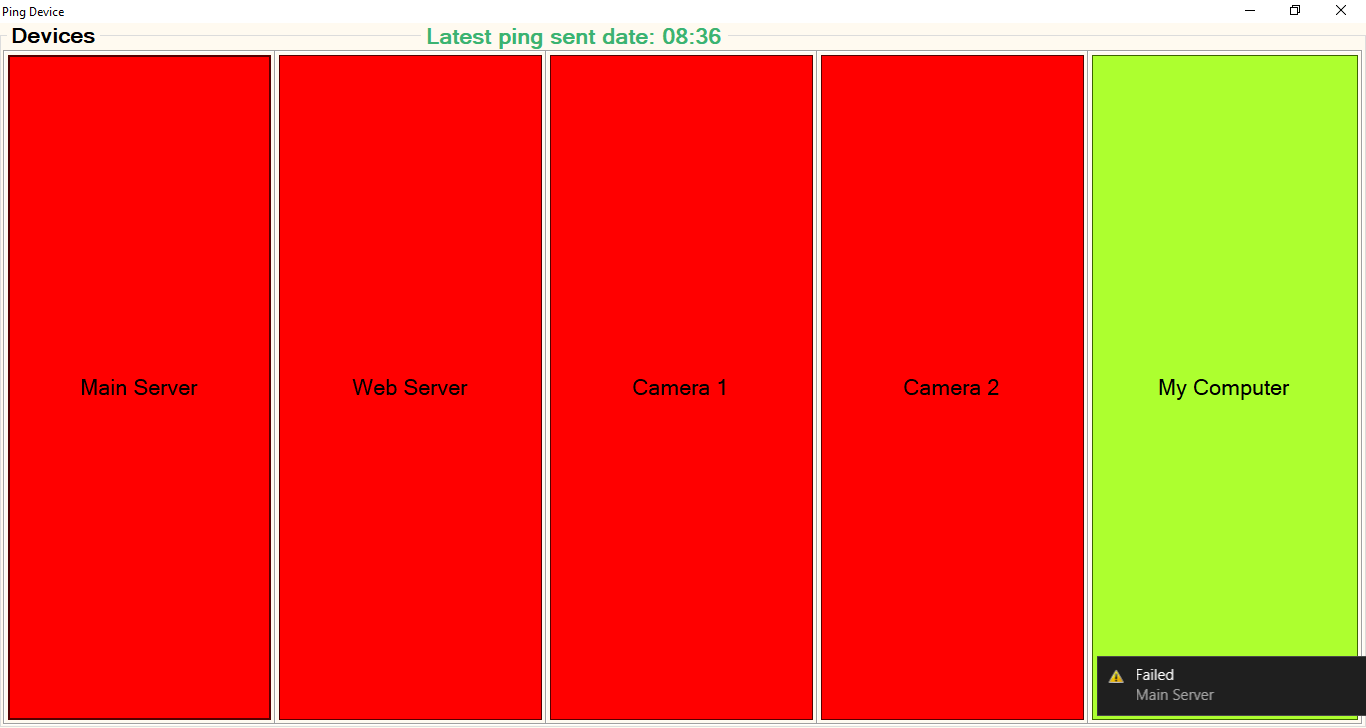 Ping Device
Devices
Latest ping sent date: 08:36
Main Server
Web Server
Camera 1
Camera 2
My Computer
Failed
Main Server